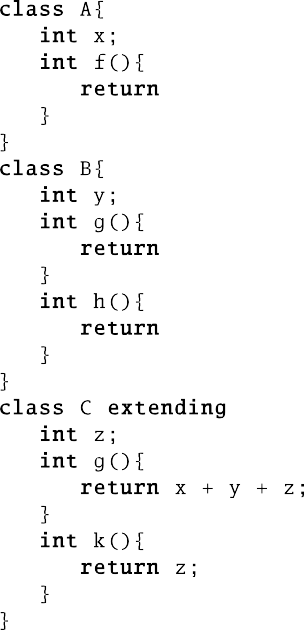 class A{
int x;
int f(){
return
}
}
class B{
int y;
int g(){
return
}
int h(){
return
}
}
class C extending
int z;
int g(){
return x + y + z;
}
int k(){
return z;
}
}